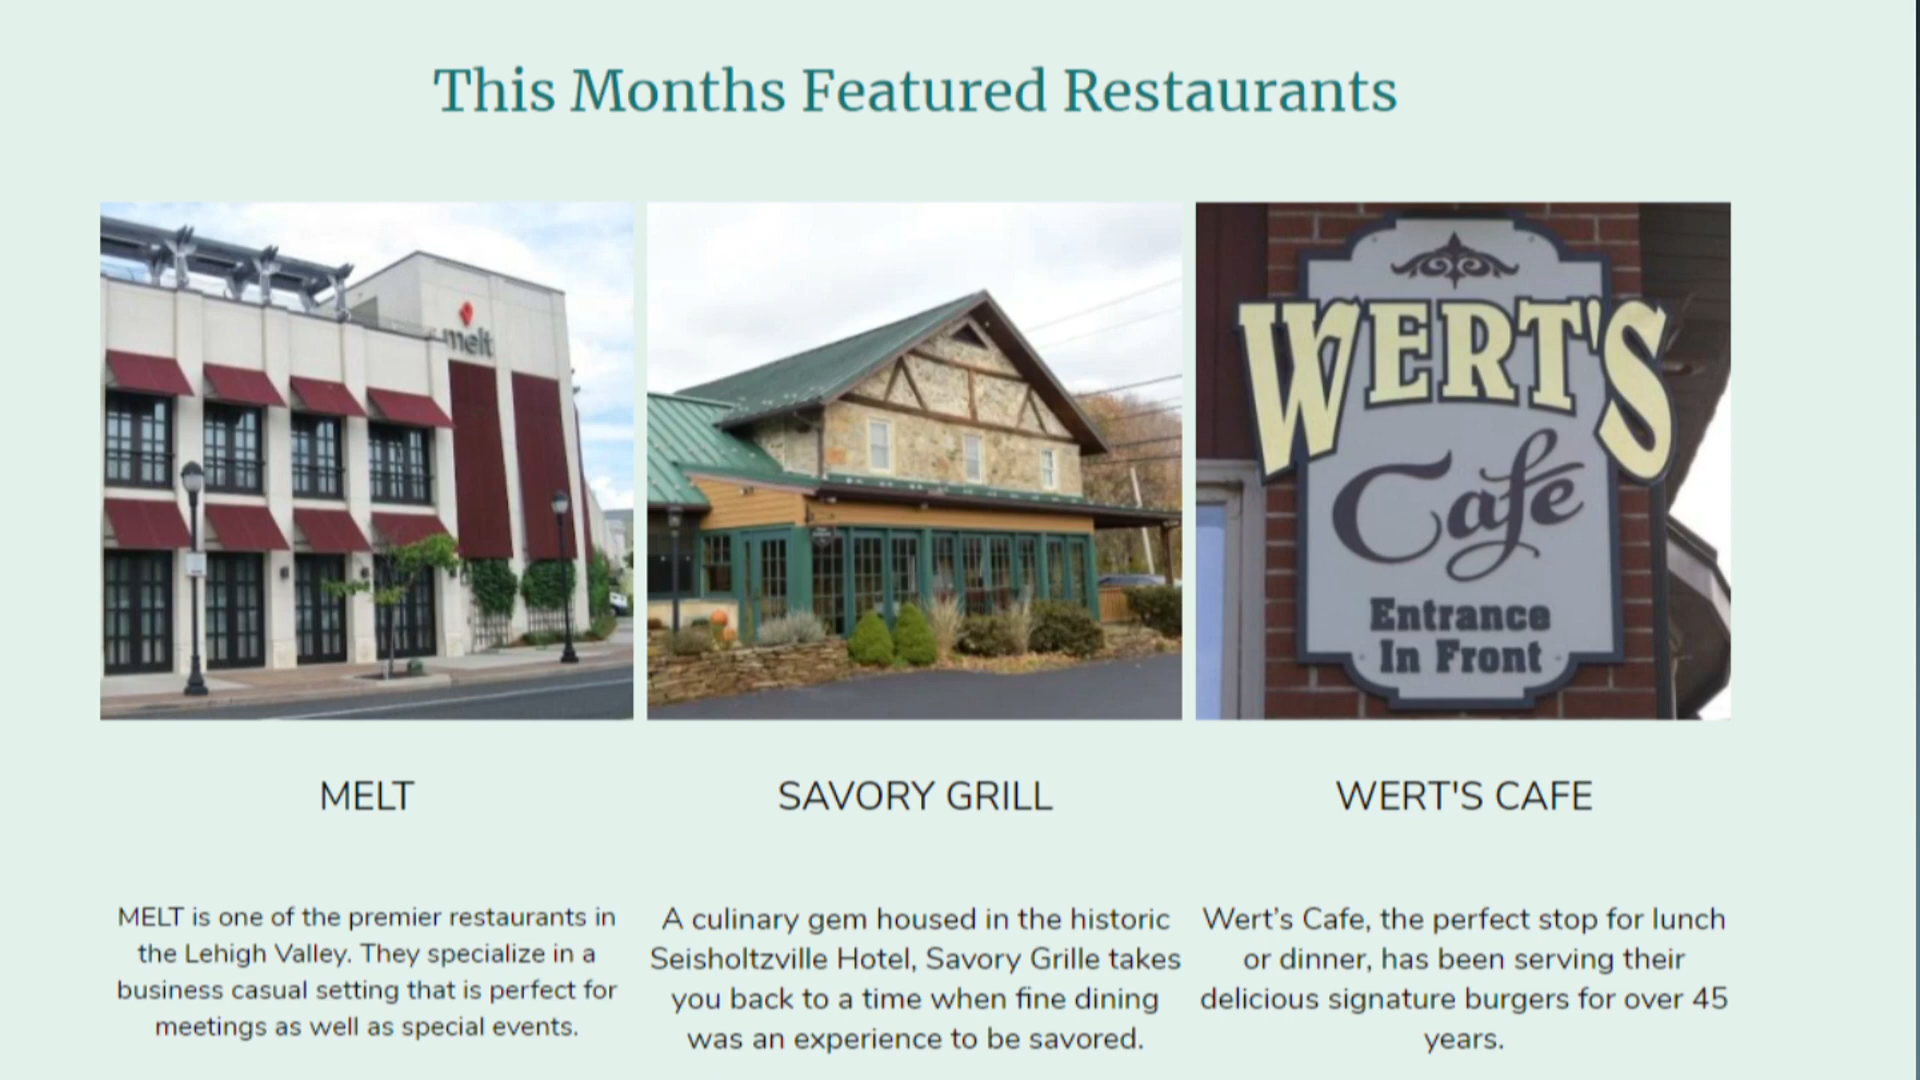 This Months Featured Restaurants
melt
WERT'S
Cafe
Entrance
In Front
MELT
SAVORY GRILL
WERT'S CAFE
MELT is one of the premier restaurants in
the Lehigh Valley. They specialize in a
business casual setting that is perfect for
meetings as well as special events.
A culinary gem housed in the historic
Seisholtzville Hotel, Savory Grille takes
you back to a time when fine dining
was an experience to be savored.
Wert’s Cafe, the perfect stop for lunch
or dinner, has been serving their
delicious signature burgers for over 45
years.